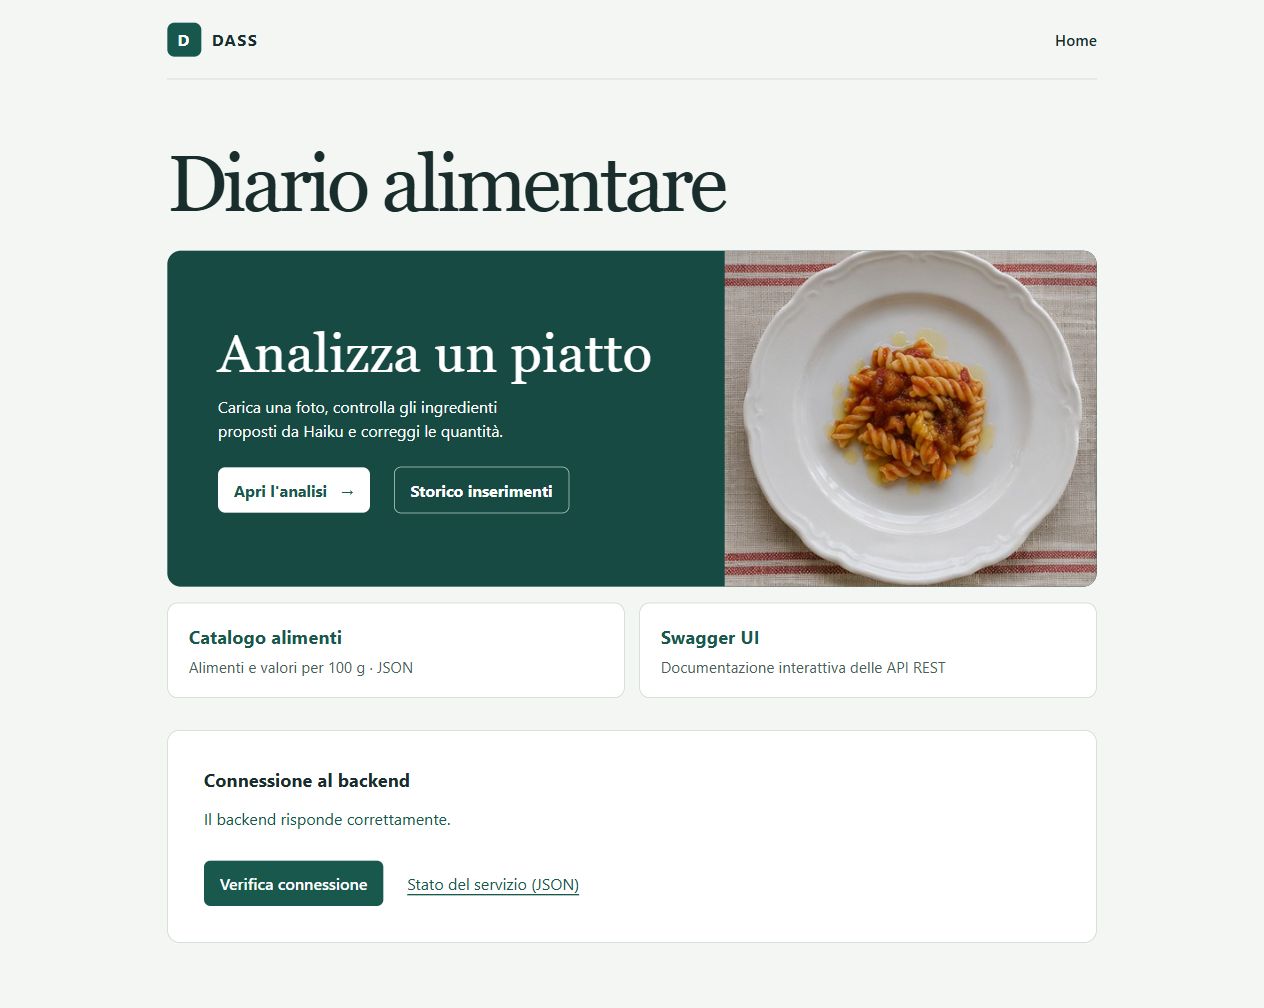 D DASS
Home
Diario alimentare
Analizza un piatto
Carica una foto, controlla gli ingredienti
proposti da Haiku e correggi le quantità.
Apri l'analisi →
Storico inserimenti
Catalogo alimenti
Alimenti e valori per 100 g · JSON
Swagger UI
Documentazione interattiva delle API REST
Connessione al backend
Il backend risponde correttamente.
Verifica connessione
Stato del servizio (JSON)